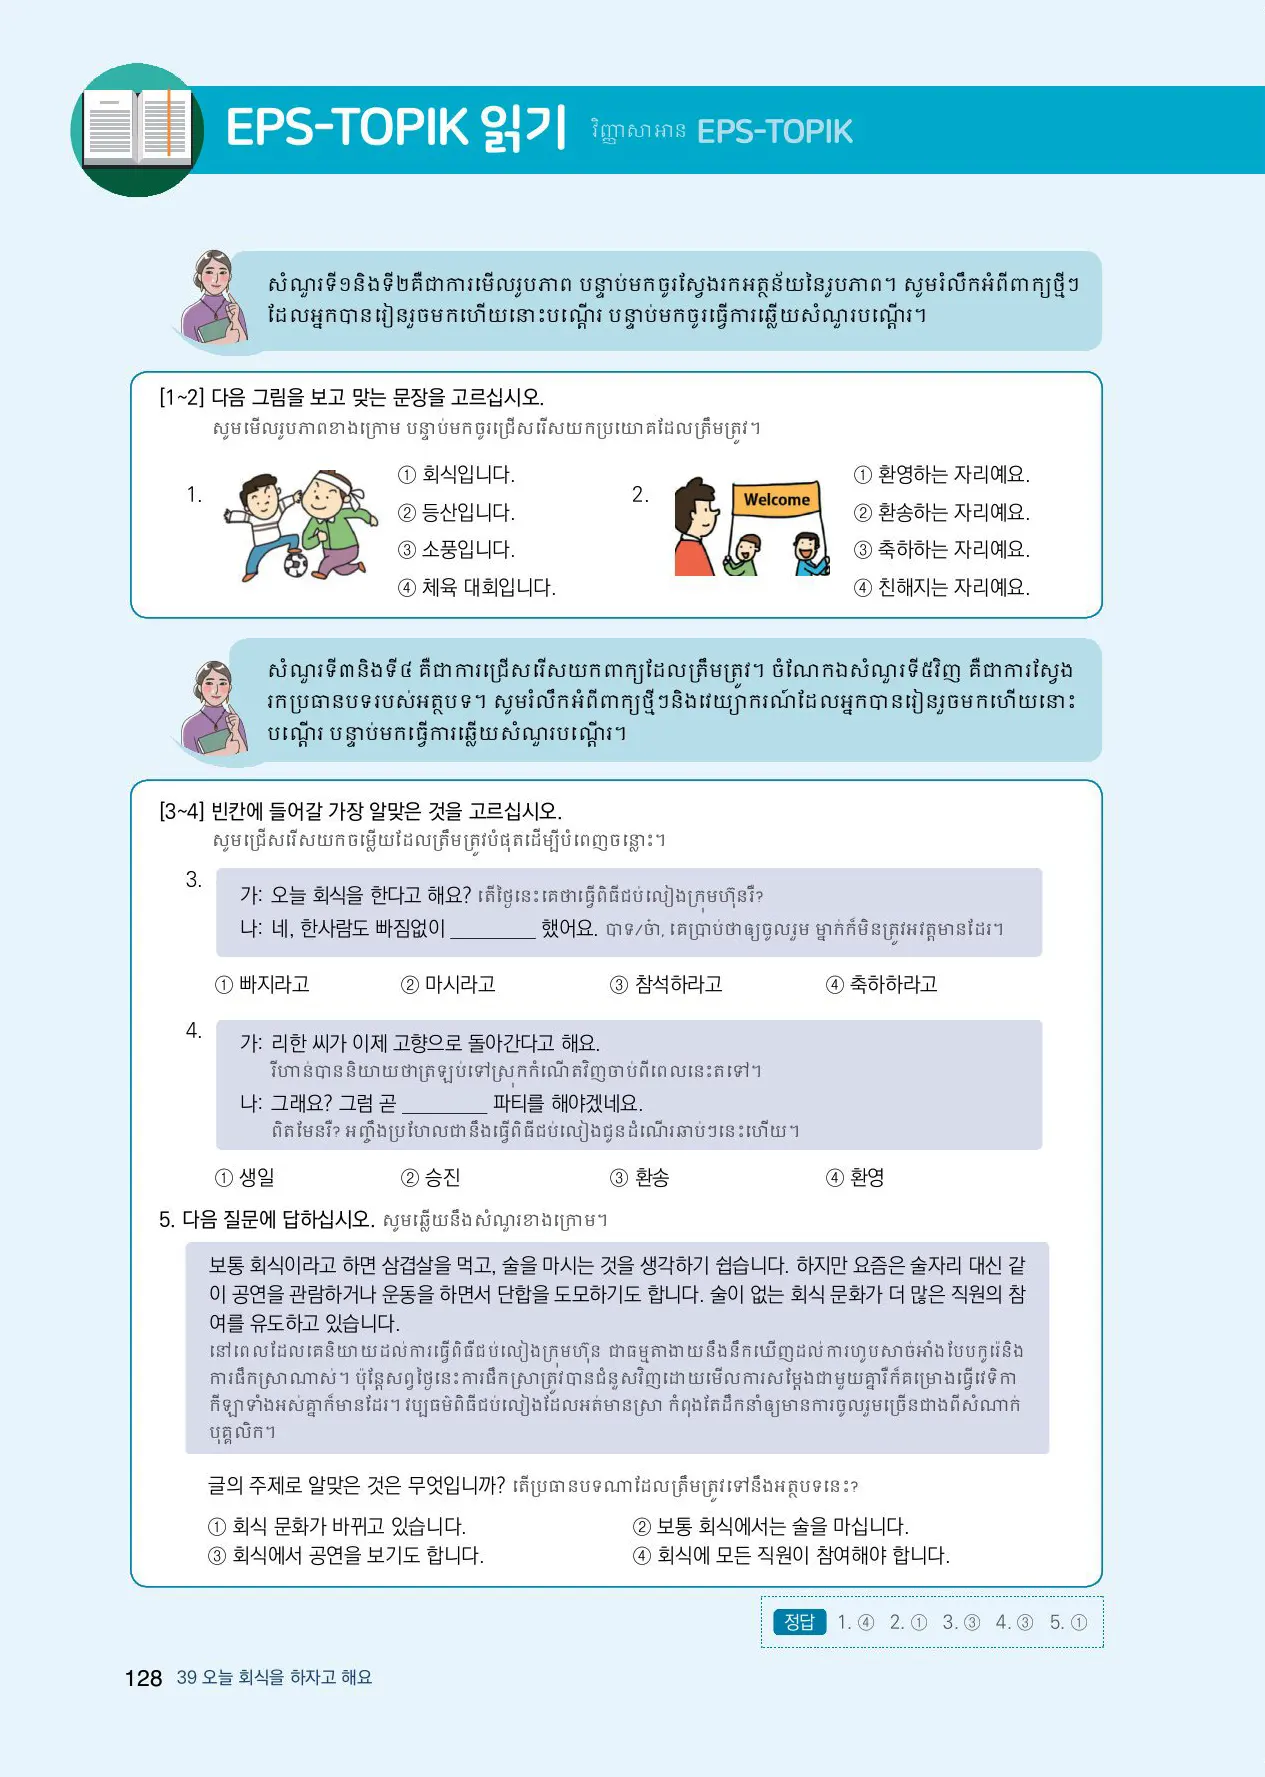 EPS-TOPIK 읽기 វិញ្ញាសាអាន EPS-TOPIK
សំណួរទី១និងទី២គឺជាការមើលរូបភាព បន្ទាប់មកចូរស្វែងរកអត្ថន័យនៃរូបភាព។ សូមរំលឹកអំពីពាក្យថ្មីៗ
ដែលអ្នកបានរៀនរួចមកហើយនោះបណ្តើរ បន្ទាប់មកចូរធ្វើការឆ្លើយសំណួរបណ្តើរ។
[1~2] 다음 그림을 보고 맞는 문장을 고르십시오.
សូមមើលរូបភាពខាងក្រោម បន្ទាប់មកចូរជ្រើសរើសយកប្រយោគដែលត្រឹមត្រូវ។
1.
① 회식입니다.
② 등산입니다.
③ 소풍입니다.
④ 체육 대회입니다.
2.
Welcome
① 환영하는 자리예요.
② 환송하는 자리예요.
③ 축하하는 자리예요.
④ 친해지는 자리예요.
សំណួរទី៣និងទី៤ គឺជាការជ្រើសរើសយកពាក្យដែលត្រឹមត្រូវ។ ចំណែកឯសំណួរទី៥វិញ គឺជាការស្វែង
រកប្រធានបទរបស់អត្ថបទ។ សូមរំលឹកអំពីពាក្យថ្មីៗនិងវេយ្យាករណ៍ដែលអ្នកបានរៀនរួចមកហើយនោះ
បណ្តើរ បន្ទាប់មកធ្វើការឆ្លើយសំណួរបណ្តើរ។
[3~4] 빈칸에 들어갈 가장 알맞은 것을 고르십시오.
សូមជ្រើសរើសយកចម្លើយដែលត្រឹមត្រូវបំផុតដើម្បីបំពេញចន្លោះ។
3.
가: 오늘 회식을 한다고 해요? តើថ្ងៃនេះគេថាធ្វើពិធីជប់លៀងក្រុមហ៊ុនរឺ?
나: 네, 한사람도 빠짐없이 ________ 했어요. បាទ/ចា៎, គេប្រាប់ថាឲ្យចូលរួម ម្នាក់ក៏មិនត្រូវអវត្តមានដែរ។
① 빠지라고 ② 마시라고 ③ 참석하라고 ④ 축하하라고
4.
가: 리한 씨가 이제 고향으로 돌아간다고 해요.
រីហាន់បាននិយាយថាត្រឡប់ទៅស្រុកកំណើតវិញចាប់ពីពេលនេះតទៅ។
나: 그래요? 그럼 곧 ________ 파티를 해야겠네요.
ពិតមែនរឺ? អញ្ចឹងប្រហែលជានឹងធ្វើពិធីជប់លៀងជូនដំណើរឆាប់ៗនេះហើយ។
① 생일 ② 승진 ③ 환송 ④ 환영
5. 다음 질문에 답하십시오. សូមឆ្លើយនឹងសំណួរខាងក្រោម។
보통 회식이라고 하면 삼겹살을 먹고, 술을 마시는 것을 생각하기 쉽습니다. 하지만 요즘은 술자리 대신 같
이 공연을 관람하거나 운동을 하면서 단합을 도모하기도 합니다. 술이 없는 회식 문화가 더 많은 직원의 참
여를 유도하고 있습니다.
នៅពេលដែលគេនិយាយដល់ការធ្វើពិធីជប់លៀងក្រុមហ៊ុន ជាធម្មតាងាយនឹងនឹកឃើញដល់ការហូបសាច់អាំងបែបកូរ៉េនិង
ការផឹកស្រាណាស់។ ប៉ុន្តែសព្វថ្ងៃនេះការផឹកស្រាត្រូវបានជំនួសវិញដោយមើលការសម្តែងជាមួយគ្នារឺក៏គម្រោងធ្វើវេទិកា
កីឡាទាំងអស់គ្នាក៏មានដែរ។ វប្បធម៌ពិធីជប់លៀងដែលអត់មានស្រា កំពុងតែដឹកនាំឲ្យមានការចូលរួមច្រើនជាងពីសំណាក់
បុគ្គលិក។
글의 주제로 알맞은 것은 무엇입니까? តើប្រធានបទណាដែលត្រឹមត្រូវទៅនឹងអត្ថបទនេះ?
① 회식 문화가 바뀌고 있습니다. ② 보통 회식에서는 술을 마십니다.
③ 회식에서 공연을 보기도 합니다. ④ 회식에 모든 직원이 참여해야 합니다.
정답 1. ④ 2. ① 3. ③ 4. ③ 5. ①
128 39 오늘 회식을 하자고 해요